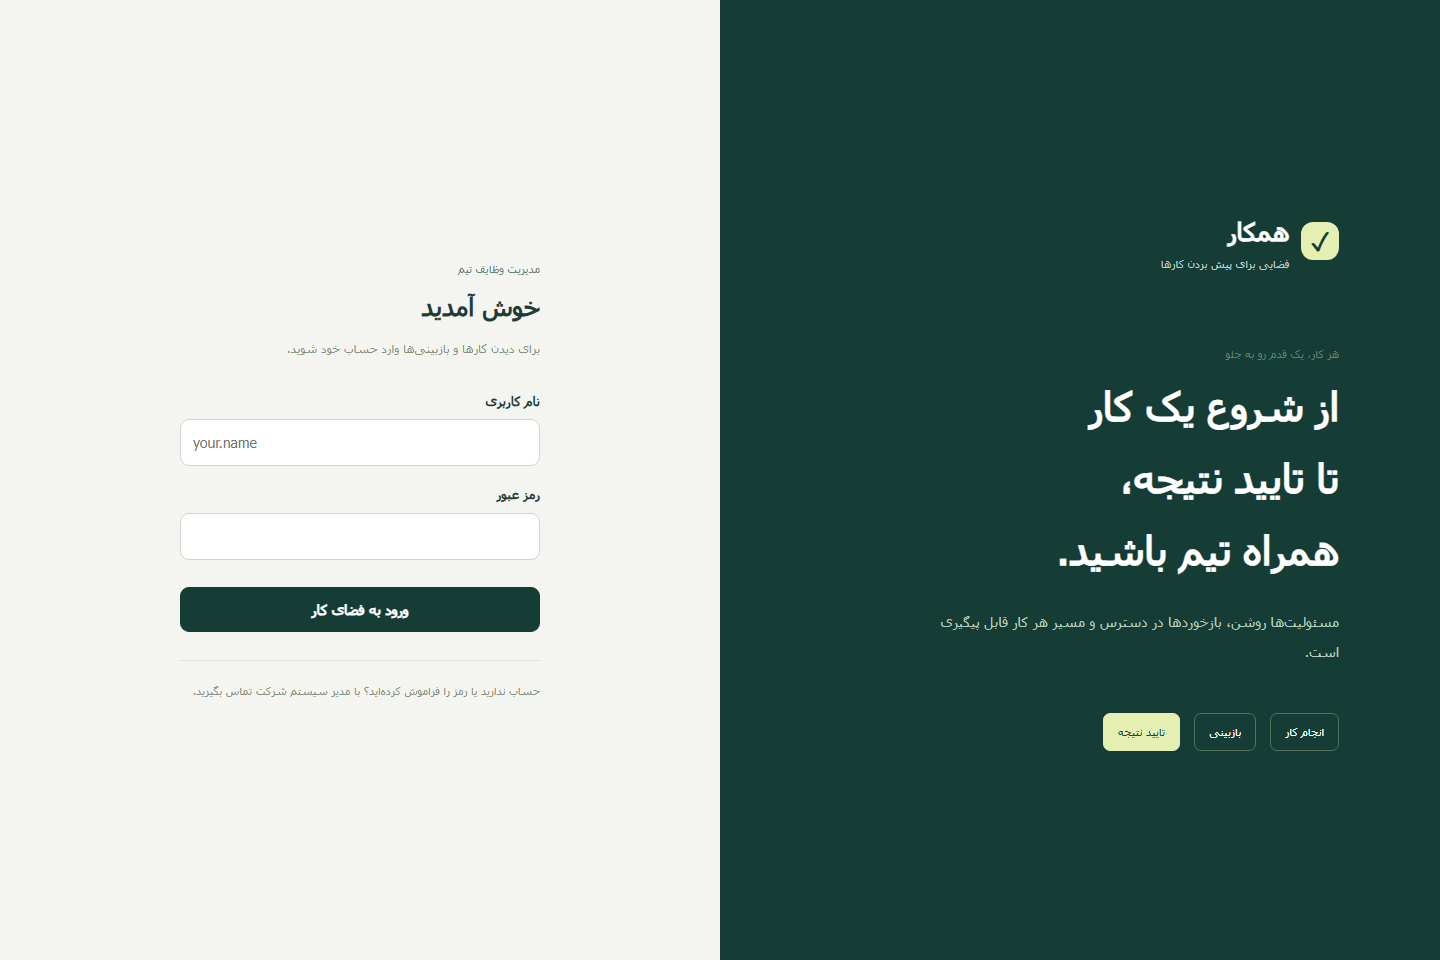 همکار
فضایی برای پیش بردن کارها
هر کار، یک قدم رو به جلو
از شروع یک کار
تا تایید نتیجه،
همراه تیم باشید.
مسئولیت‌ها روشن، بازخوردها در دسترس و مسیر هر کار قابل پیگیری
است.
انجام کار
بازبینی
تایید نتیجه
مدیریت وظایف تیم
خوش آمدید
برای دیدن کارها و بازبینی‌ها وارد حساب خود شوید.
نام کاربری
your.name
رمز عبور
ورود به فضای کار
حساب ندارید یا رمز را فراموش کرده‌اید؟ با مدیر سیستم شرکت تماس بگیرید.